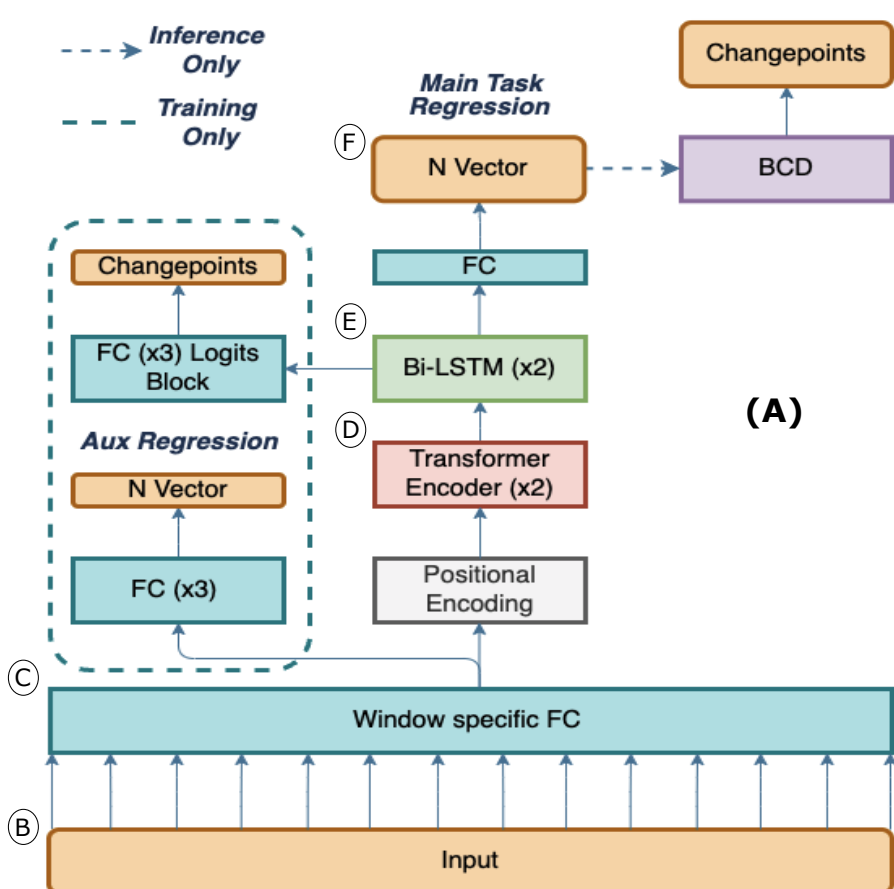 Inference
Only
Training
Only
Main Task
Regression
Changepoints
F
N Vector
BCD
Changepoints
FC
E
FC (x3) Logits
Block
Bi-LSTM (x2)
(A)
D
Aux Regression
Transformer
Encoder (x2)
N Vector
FC (x3)
Positional
Encoding
C
Window specific FC
B
Input